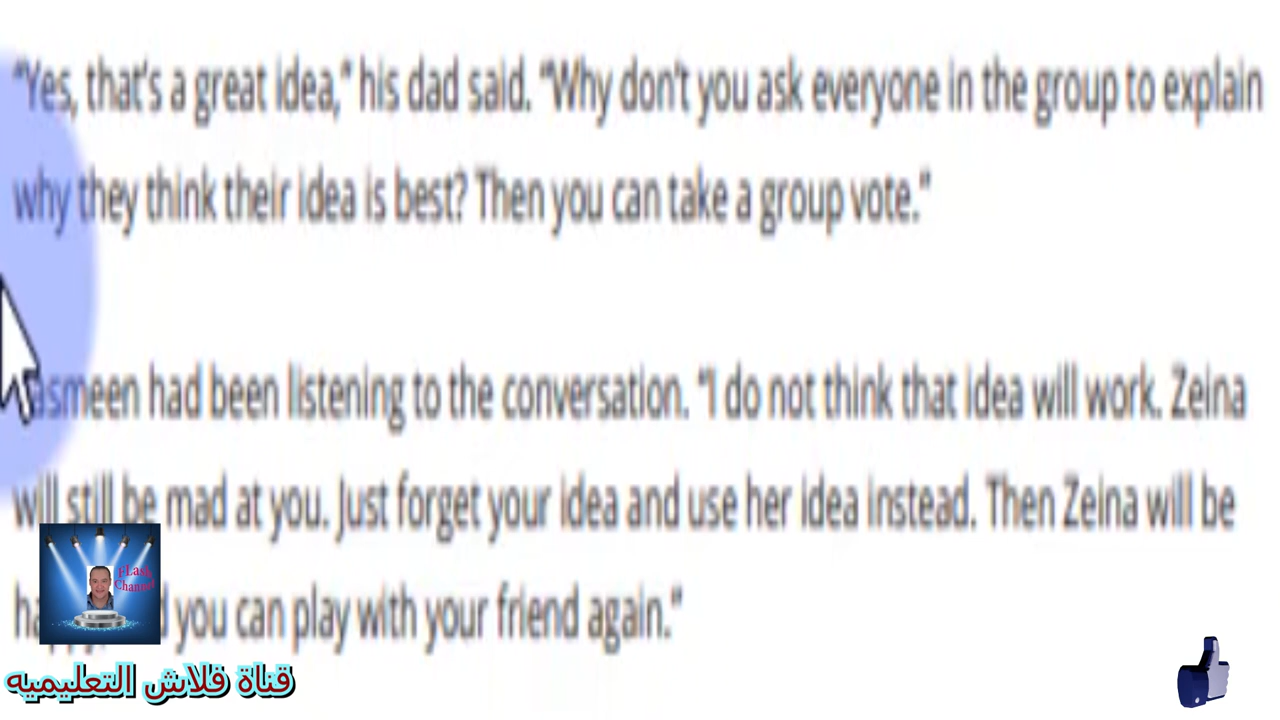 “Yes, that's a great idea,” his dad said. “Why don't you ask everyone in the group to explain
why they think their idea is best? Then you can take a group vote.”
had been listening to the conversation. “I do not think that idea will work. Zeina
will still be mad at you. Just forget your idea and use her idea instead. Then Zeina will be
you can play with your friend again.”
FLash
Channel
قناة فلاش التعليميه